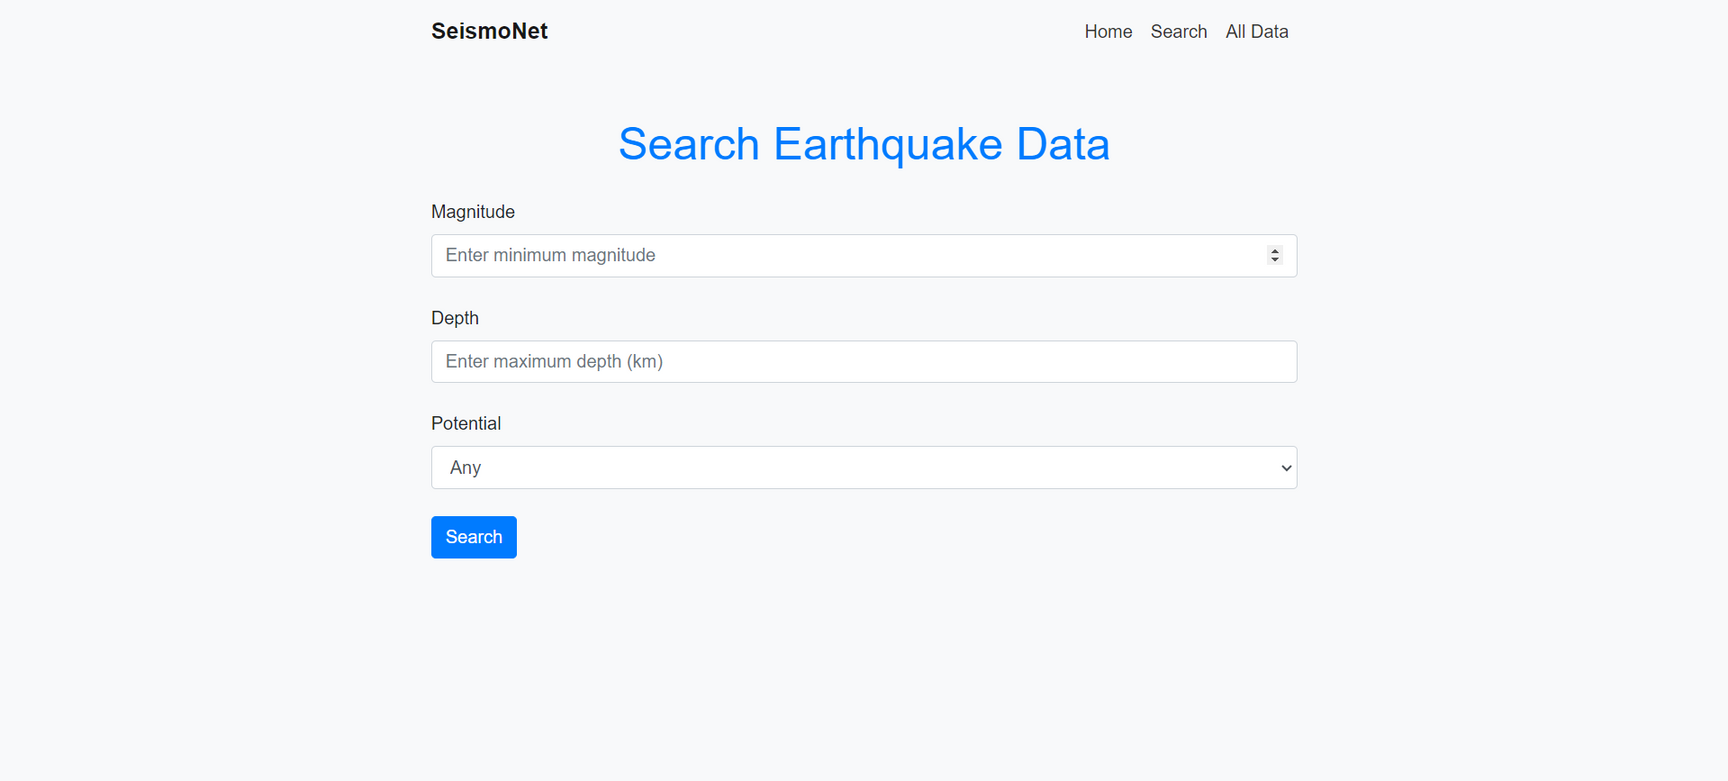 SeismoNet
Home Search All Data
Search Earthquake Data
Magnitude
Enter minimum magnitude
Depth
Enter maximum depth (km)
Potential
Any
Search